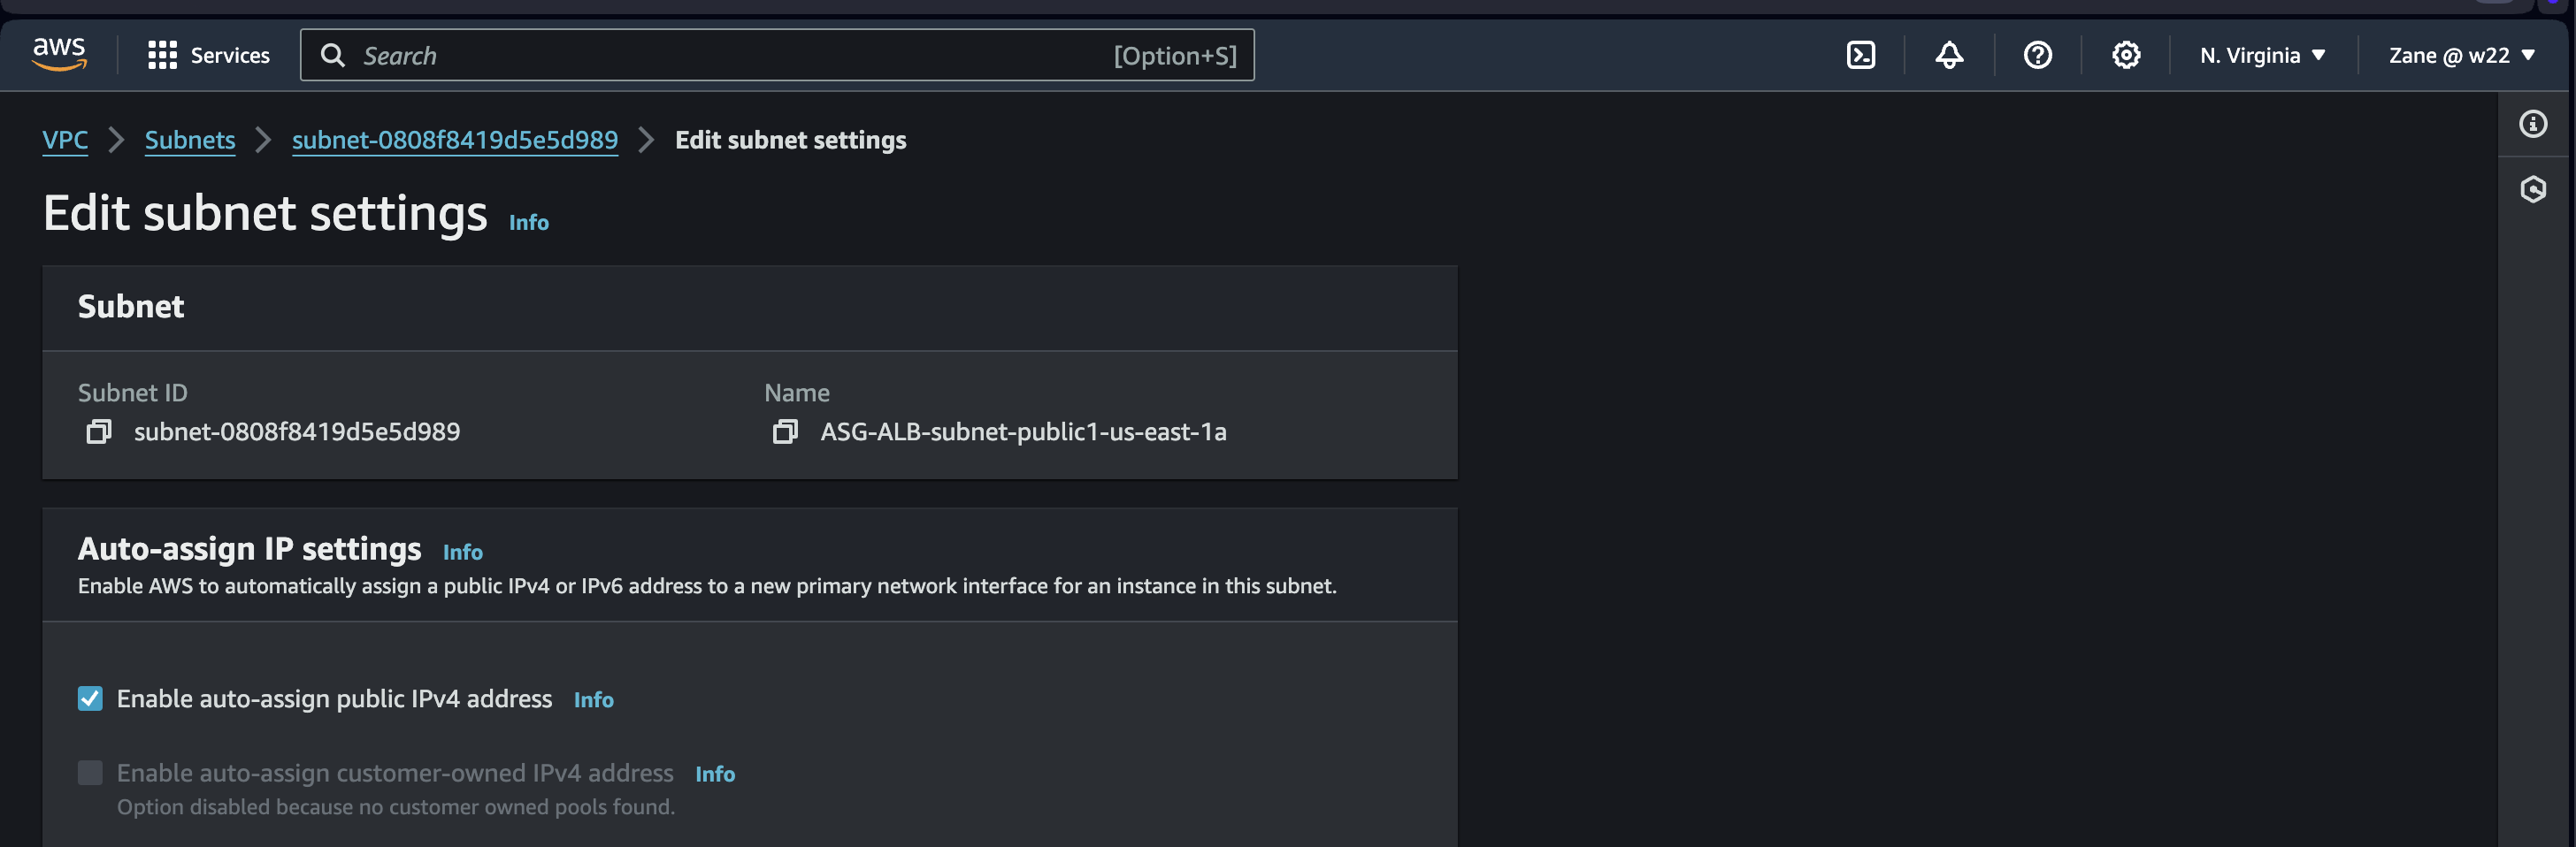 aws Services Search [Option+S] N. Virginia Zane @ w22
VPC Subnets subnet-0808f8419d5e5d989 Edit subnet settings
Edit subnet settings Info
Subnet
Subnet ID Name
subnet-0808f8419d5e5d989 ASG-ALB-subnet-public1-us-east-1a
Auto-assign IP settings Info
Enable AWS to automatically assign a public IPv4 or IPv6 address to a new primary network interface for an instance in this subnet.
Enable auto-assign public IPv4 address Info
Enable auto-assign customer-owned IPv4 address Info
Option disabled because no customer owned pools found.